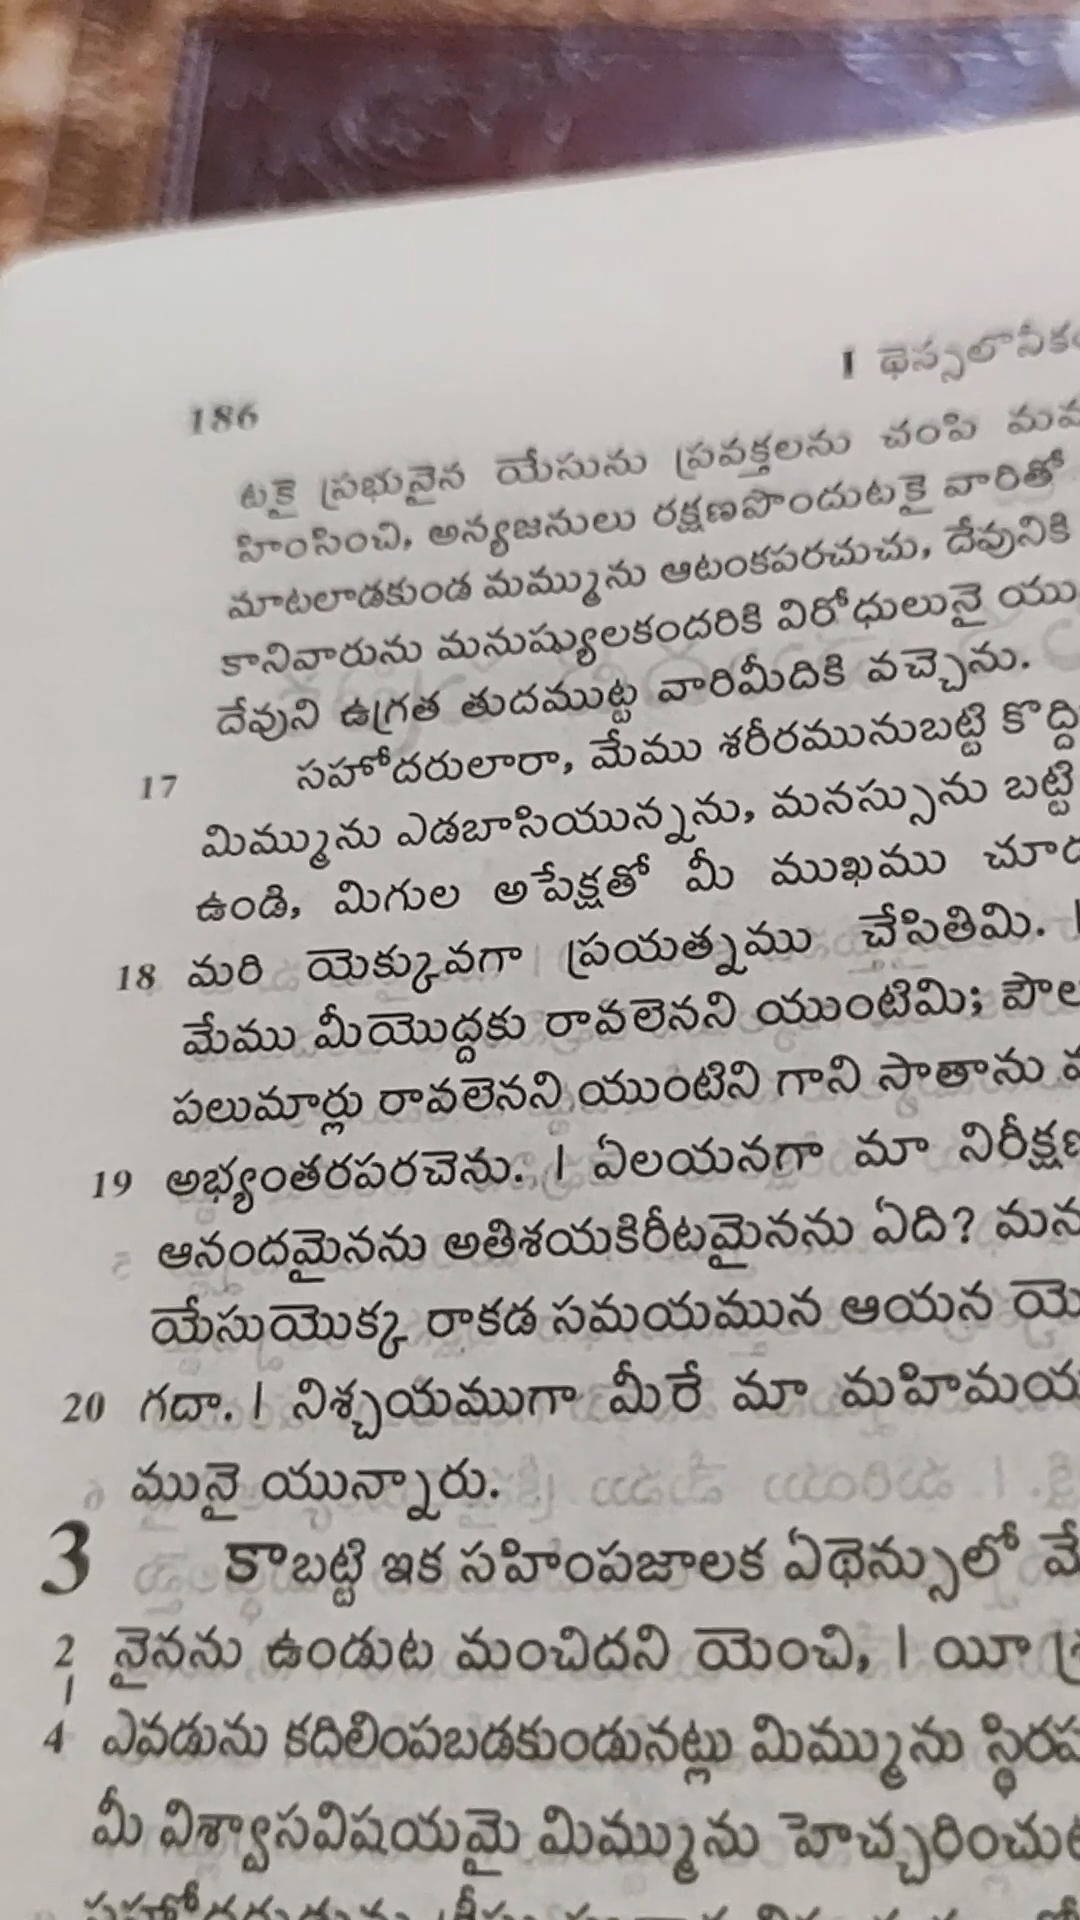 186
I థెస్సలొనీక
టకై ప్రభువైన యేసును ప్రవక్తలను చంపి
హింసించి, అన్యజనులు రక్షణపొందుటకై వారితో
మాటలాడకుండ మమ్మును ఆటంకపరచుచు, దేవునికి
కానివారును మనుష్యులకందరికి విరోధులునై యు
దేవుని ఉగ్రత తుదముట్ట వారిమీదికి వచ్చెను.
17 సహోదరులారా, మేము శరీరమునుబట్టి కొద్ది
మిమ్మును ఎడబాసియున్నను, మనస్సును బట్టి
ఉండి, మిగుల అపేక్షతో మీ ముఖము చూడ
18 మరి యెక్కువగా ప్రయత్నము చేసితిమి. |
మేము మీయొద్దకు రావలెనని యుంటిమి; పౌల
పలుమార్లు రావలెనని యుంటిని గాని సాతాను
19 అభ్యంతరపరచెను. | ఏలయనగా మా నిరీక్షణ
ఆనందమైనను అతిశయకిరీటమైనను ఏది? మన
యేసుయొక్క రాకడ సమయమున ఆయన యె
20 గదా. | నిశ్చయముగా మీరే మా మహిమయ
మునై యున్నారు.
3 కాబట్టి ఇక సహింపజాలక ఏథెన్సులో
2 నైనను ఉండుట మంచిదని యెంచి, | యీ
4 ఎవడును కదిలింపబడకుండునట్లు మిమ్మును స్థిరప
మీ విశ్వాసవిషయమై మిమ్మును హెచ్చరించుట